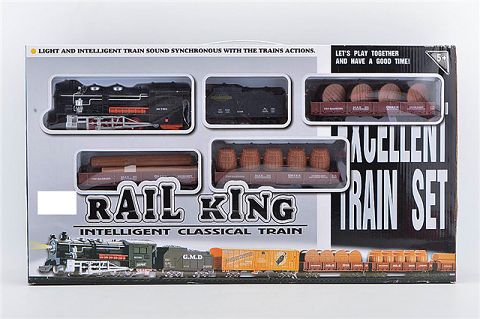 LIGHT AND INTELLIGENT TRAIN SOUND SYNCHRONOUS WITH THE TRAINS ACTIONS.
LET'S PLAY TOGETHER
AND HAVE A GOOD TIME!
5+
EXCELLENT
TRAIN SET
RAIL KING
INTELLIGENT CLASSICAL TRAIN
G.M.D